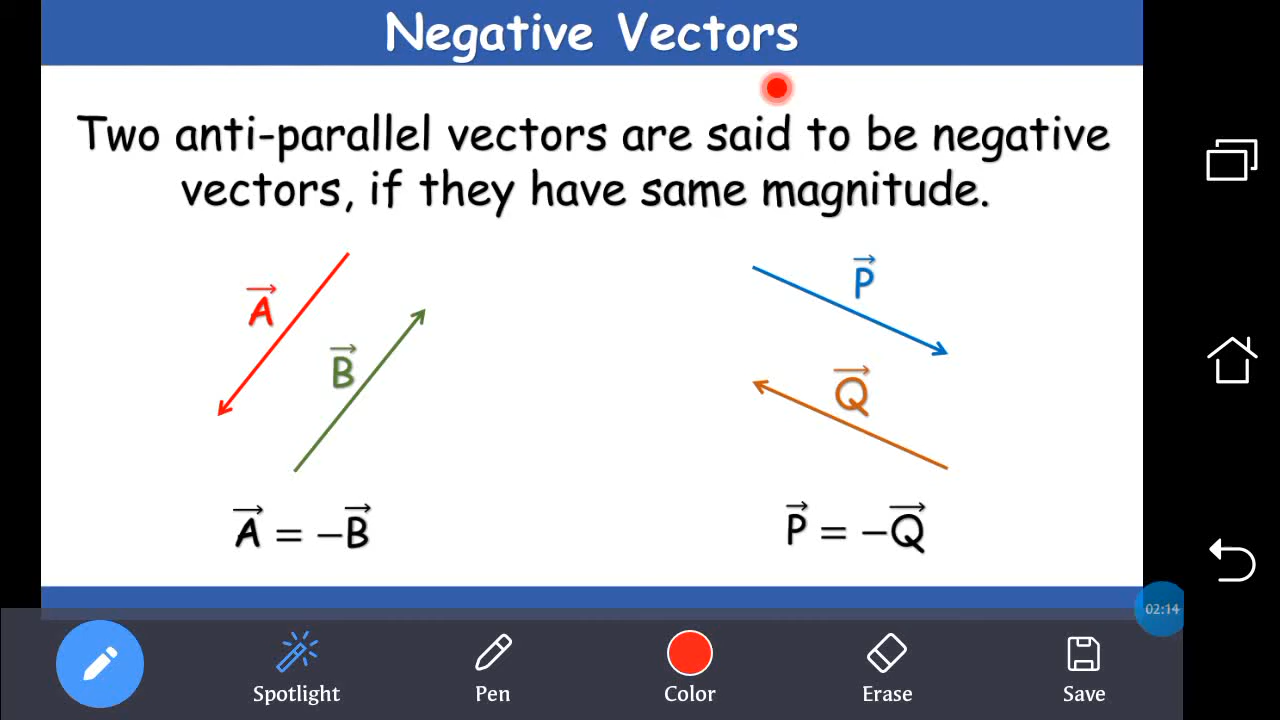 Negative Vectors
Two anti-parallel vectors are said to be negative
vectors, if they have same magnitude.
A⃗
B⃗
P⃗
Q⃗
A⃗ = −B⃗
P⃗ = −Q⃗
02:14
Spotlight
Pen
Color
Erase
Save